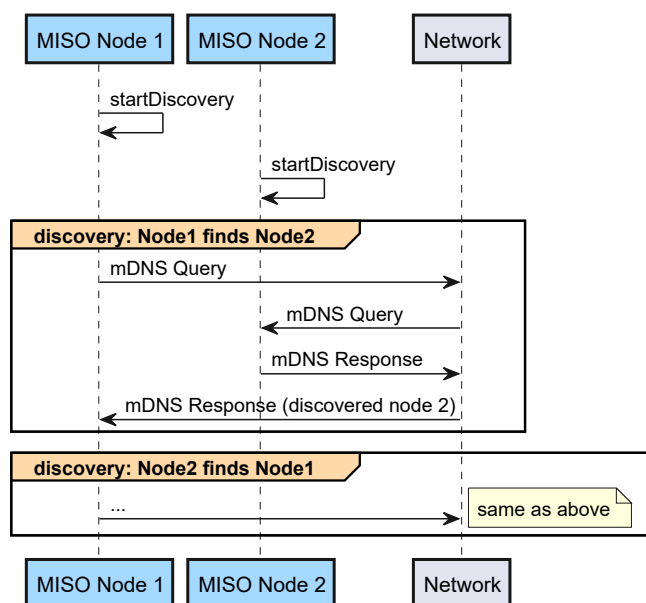 MISO Node 1
MISO Node 2
Network
startDiscovery
startDiscovery
discovery: Node1 finds Node2
mDNS Query
mDNS Query
mDNS Response
mDNS Response (discovered node 2)
discovery: Node2 finds Node1
...
same as above
MISO Node 1
MISO Node 2
Network